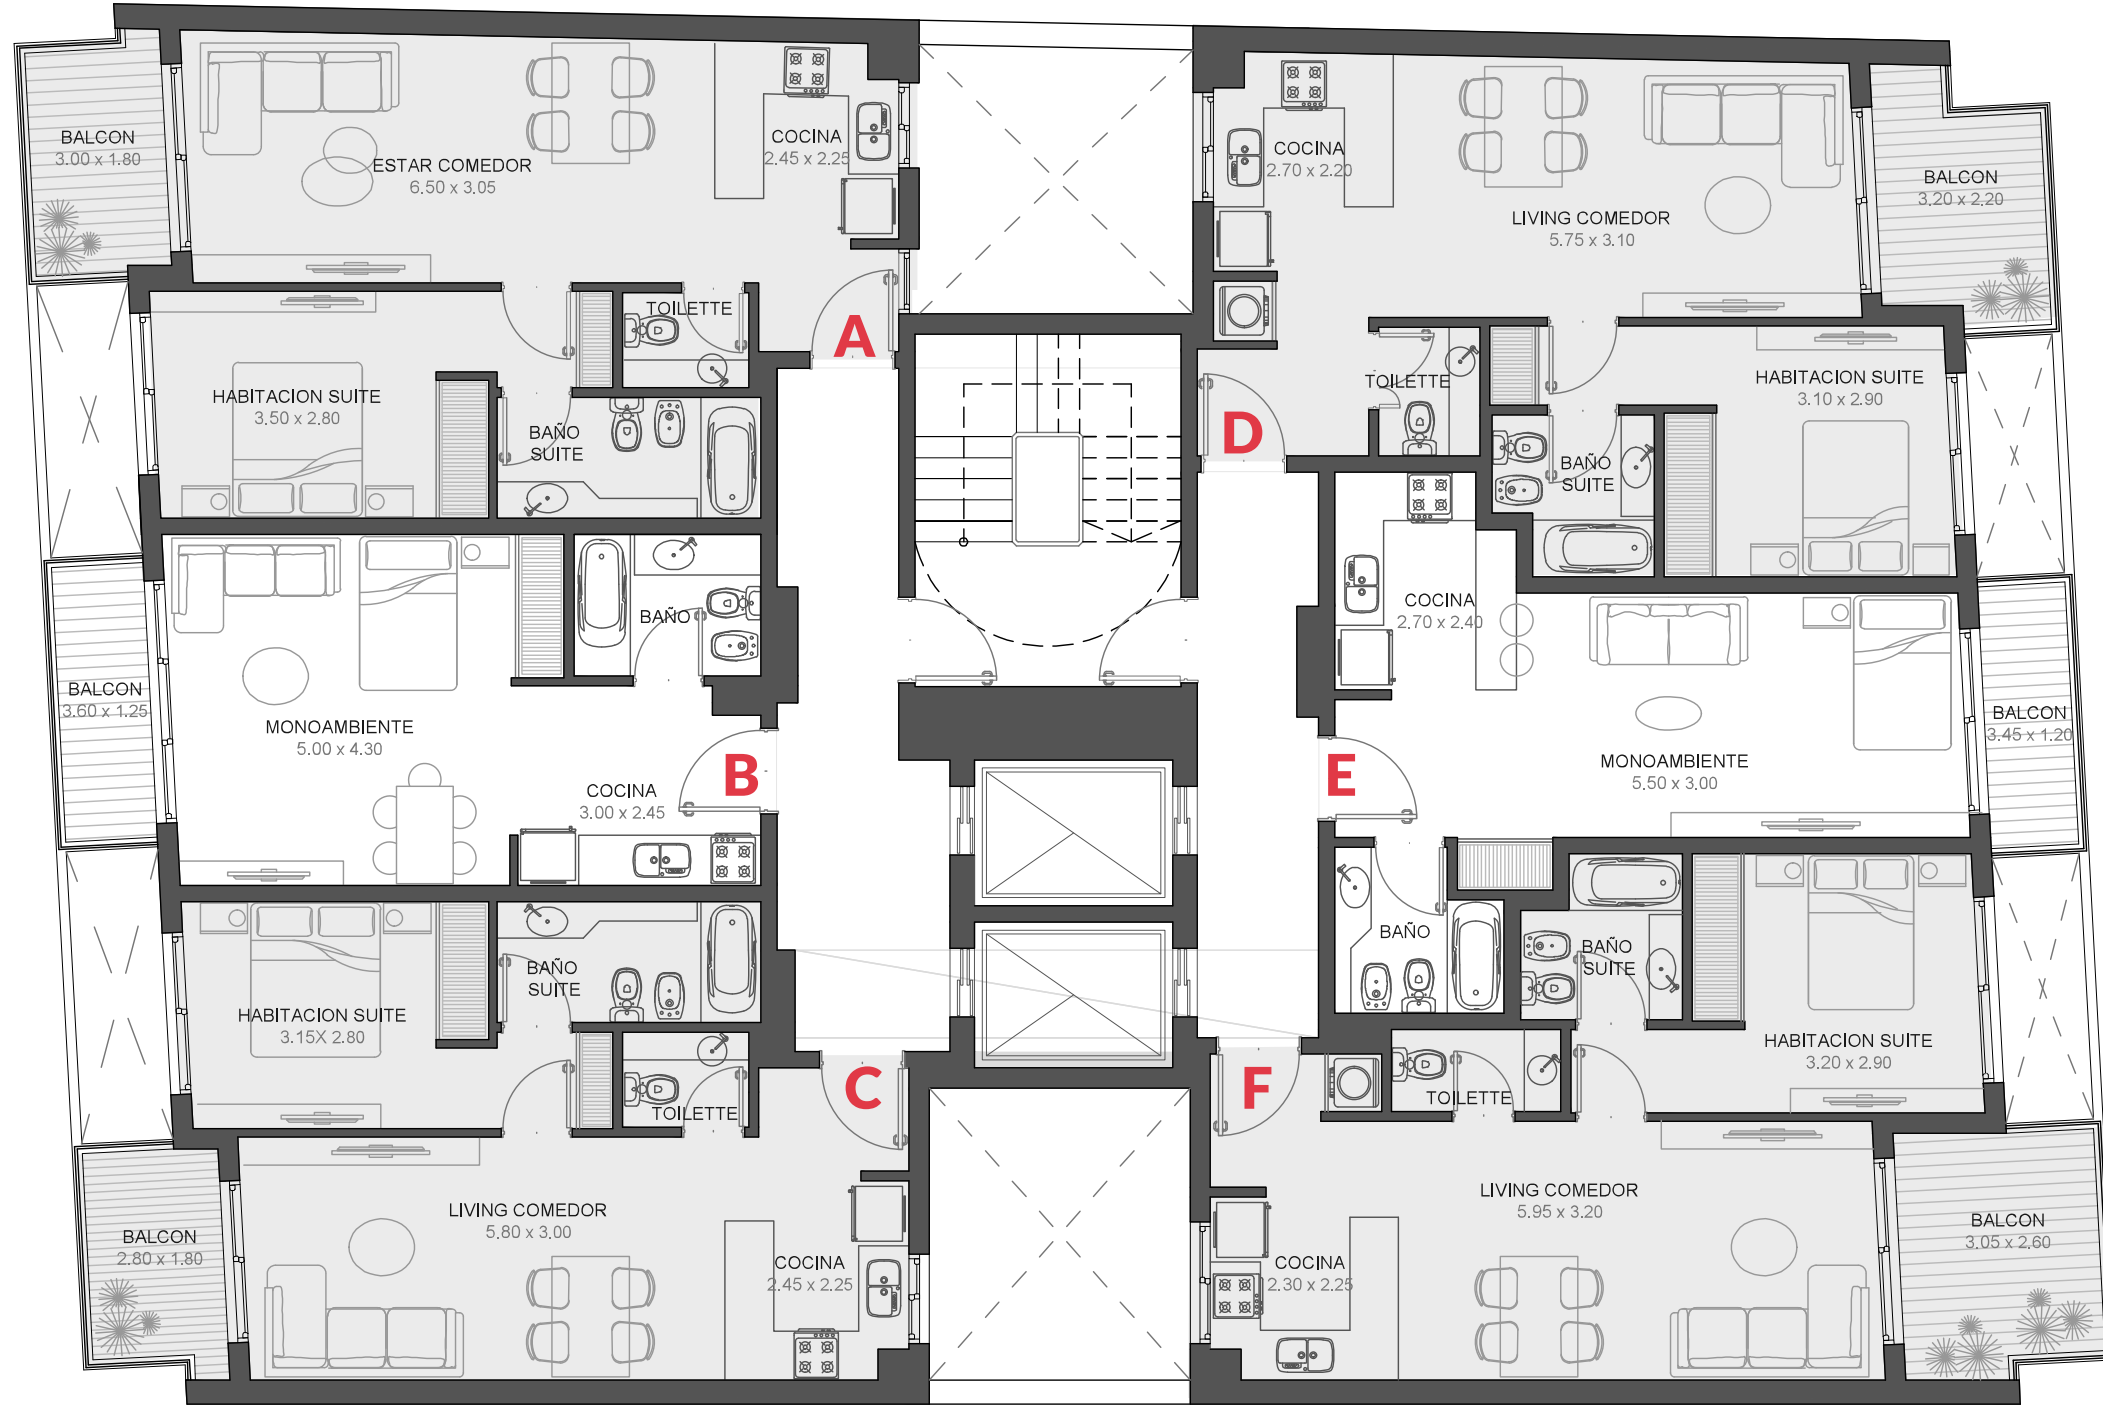 BALCON
3.00 x 1.80
ESTAR COMEDOR
6.50 x 3.05
COCINA
2.45 x 2.25
TOILETTE
A
HABITACION SUITE
3.50 x 2.80
BAÑO
SUITE
COCINA
2.70 x 2.20
LIVING COMEDOR
5.75 x 3.10
BALCON
3.20 x 2.20
TOILETTE
D
HABITACION SUITE
3.10 x 2.90
BAÑO
SUITE
BALCON
3.60 x 1.25
MONOAMBIENTE
5.00 x 4.30
BAÑO
COCINA
3.00 x 2.45
B
COCINA
2.70 x 2.40
E
MONOAMBIENTE
5.50 x 3.00
BALCON
3.45 x 1.20
BAÑO
HABITACION SUITE
3.15X 2.80
BAÑO
SUITE
TOILETTE
C
LIVING COMEDOR
5.80 x 3.00
COCINA
2.45 x 2.25
BALCON
2.80 x 1.80
BAÑO
SUITE
HABITACION SUITE
3.20 x 2.90
F
TOILETTE
LIVING COMEDOR
5.95 x 3.20
COCINA
2.30 x 2.25
BALCON
3.05 x 2.60